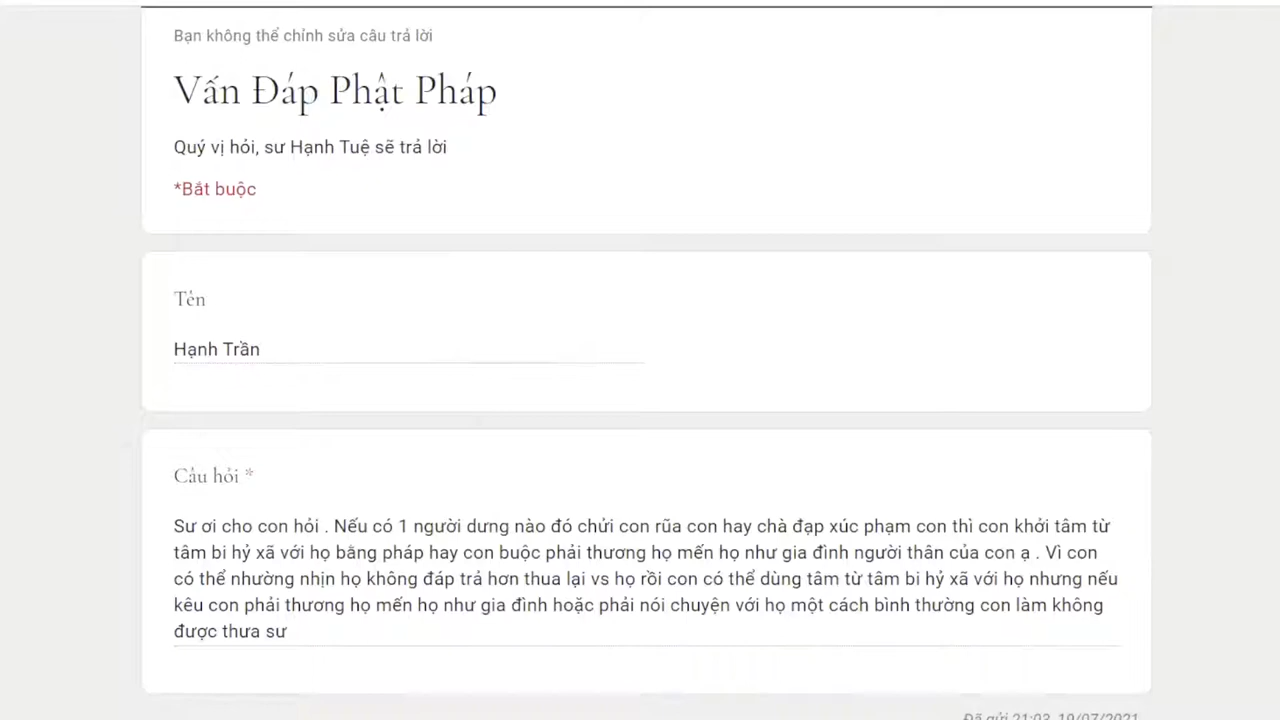 Bạn không thể chỉnh sửa câu trả lời
Vấn Đáp Phật Pháp
Quý vị hỏi, sư Hạnh Tuệ sẽ trả lời
*Bắt buộc
Tên
Hạnh Trần
Câu hỏi *
Sư ơi cho con hỏi . Nếu có 1 người dưng nào đó chửi con rũa con hay chà đạp xúc phạm con thì con khởi tâm từ
tâm bi hỷ xã với họ bằng pháp hay con buộc phải thương họ mến họ như gia đình người thân của con ạ . Vì con
có thể nhường nhịn họ không đáp trả hơn thua lại vs họ rồi con có thể dùng tâm từ tâm bi hỷ xã với họ nhưng nếu
kêu con phải thương họ mến họ như gia đình hoặc phải nói chuyện với họ một cách bình thường con làm không
được thưa sư
Đã gửi 21:03, 19/07/2021